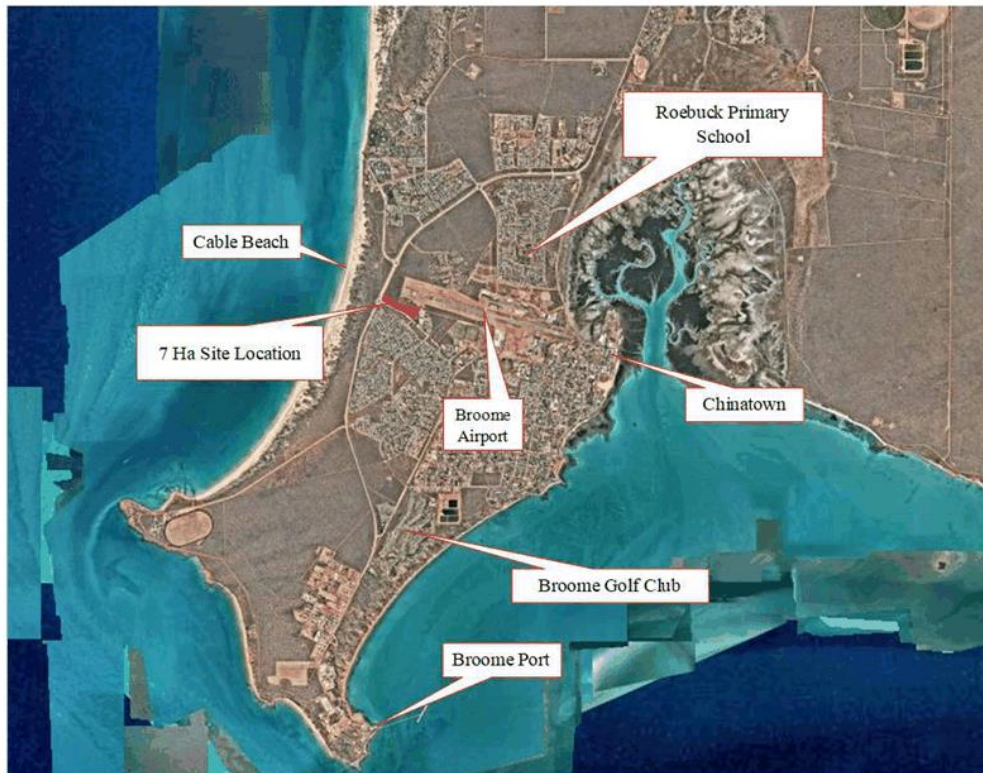 Roebuck Primary
School
Cable Beach
7 Ha Site Location
Broome
Airport
Chinatown
Broome Golf Club
Broome Port